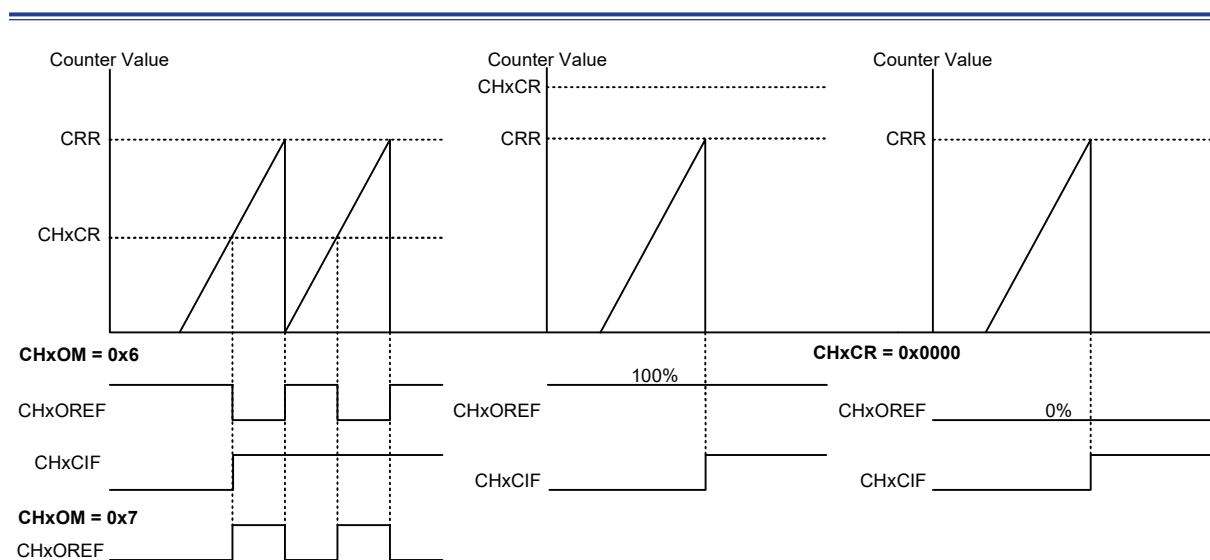 Counter Value
CRR
CHxCR
CHxOM = 0x6
CHxOREF
CHxCIF
CHxOM = 0x7
CHxOREF
Counter Value
CHxCR
CRR
100%
CHxOREF
CHxCIF
Counter Value
CRR
CHxCR = 0x0000
CHxOREF
0%
CHxCIF